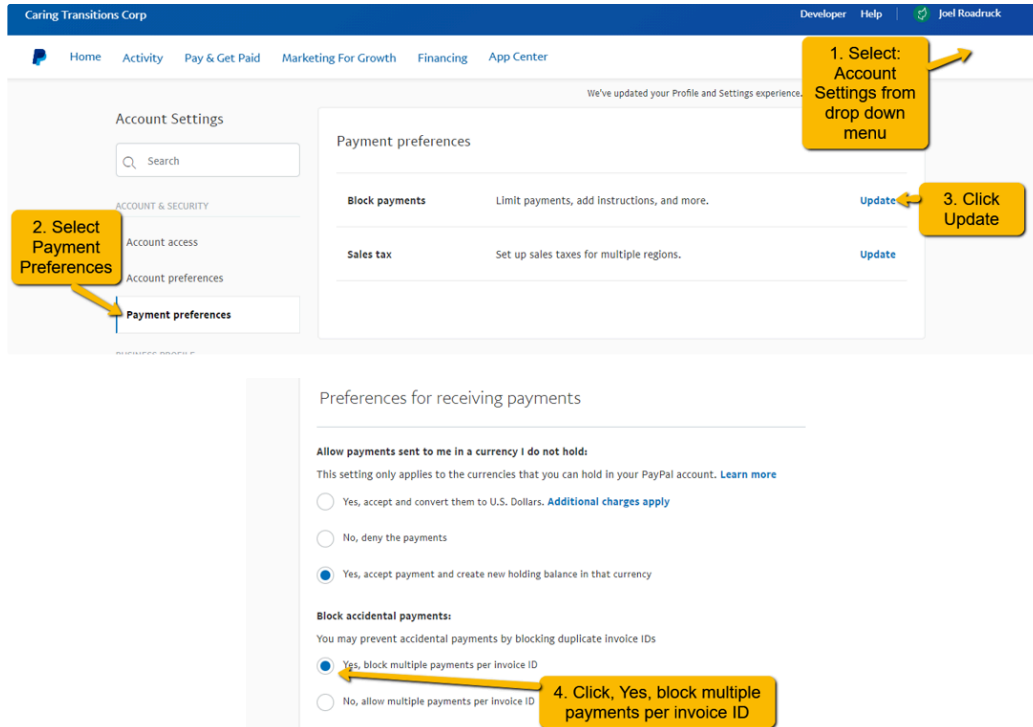 Caring Transitions Corp
Developer Help Joel Roadruck
Home Activity Pay & Get Paid Marketing For Growth Financing App Center
1. Select:
Account
Settings from
drop down
menu
We've updated your Profile and Settings experience.
Account Settings
Search
Payment preferences
ACCOUNT & SECURITY
Block payments Limit payments, add instructions, and more. Update
3. Click
Update
2. Select
Payment
Preferences
Account access
Sales tax Set up sales taxes for multiple regions. Update
Account preferences
Payment preferences
BUSINESS PROFILE
Preferences for receiving payments
Allow payments sent to me in a currency I do not hold:
This setting only applies to the currencies that you can hold in your PayPal account. Learn more
Yes, accept and convert them to U.S. Dollars. Additional charges apply
No, deny the payments
Yes, accept payment and create new holding balance in that currency
Block accidental payments:
You may prevent accidental payments by blocking duplicate invoice IDs
Yes, block multiple payments per invoice ID
No, allow multiple payments per invoice ID
4. Click, Yes, block multiple
payments per invoice ID